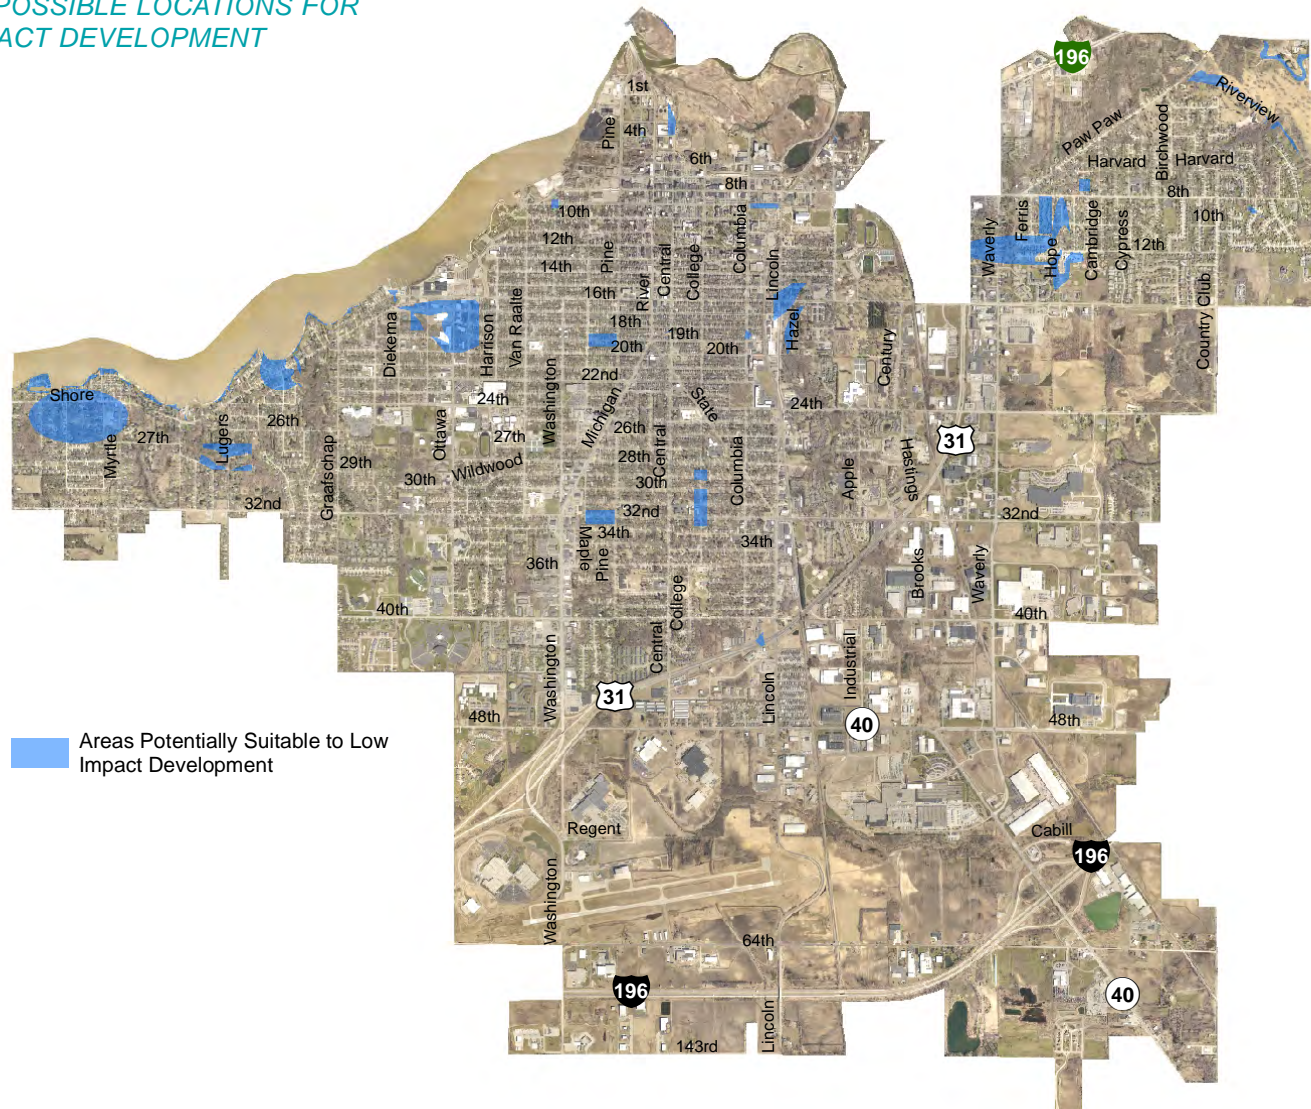 POSSIBLE LOCATIONS FOR
ACT DEVELOPMENT
196
1st
Riverview
Pine
4th
Paw Paw
Birchwood
6th
Harvard
Harvard
8th
8th
10th
Columbia
Ferris
Cambridge
10th
12th
Pine
Central
College
Lincoln
Waverly
Hope
Cypress
12th
14th
16th
River
Country Club
18th
Diekema
Harrison
Van Raalte
19th
Hazel
20th
20th
Century
22nd
Shore
24th
Washington
Michigan
State
24th
26th
Lugers
Ottawa
26th
27th
27th
Myrtle
Graafschap
28th
Central
Columbia
Hastings
31
29th
Wildwood
30th
30th
Apple
32nd
32nd
32nd
34th
34th
Maple
Pine
36th
Brooks
Waverly
College
40th
40th
Central
Washington
Industrial
31
Lincoln
48th
40
48th
Areas Potentially Suitable to Low
Impact Development
Regent
Cabill
196
Washington
64th
196
40
Lincoln
143rd